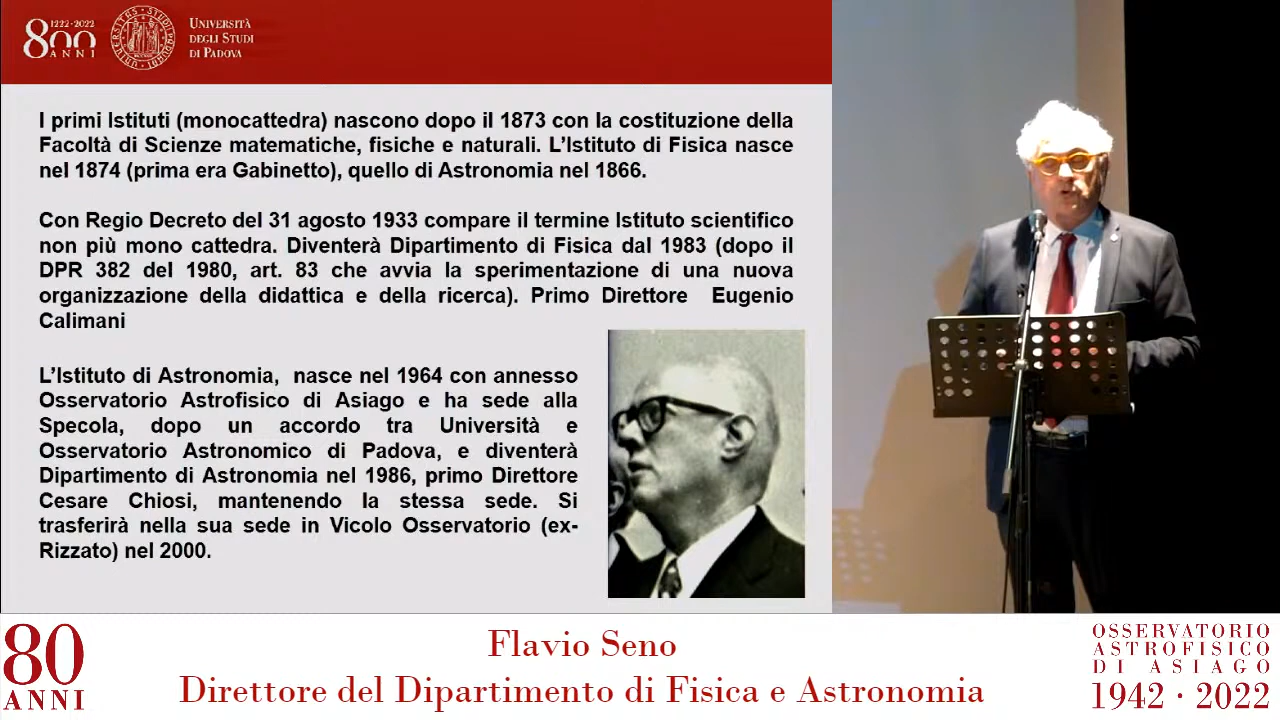 1222·2022
800
ANNI
UNIVERSITÀ
DEGLI STUDI
DI PADOVA
I primi Istituti (monocattedra) nascono dopo il 1873 con la costituzione della
Facoltà di Scienze matematiche, fisiche e naturali. L'Istituto di Fisica nasce
nel 1874 (prima era Gabinetto), quello di Astronomia nel 1866.
Con Regio Decreto del 31 agosto 1933 compare il termine Istituto scientifico
non più mono cattedra. Diventerà Dipartimento di Fisica dal 1983 (dopo il
DPR 382 del 1980, art. 83 che avvia la sperimentazione di una nuova
organizzazione della didattica e della ricerca). Primo Direttore Eugenio
Calimani
L'Istituto di Astronomia, nasce nel 1964 con annesso
Osservatorio Astrofisico di Asiago e ha sede alla
Specola, dopo un accordo tra Università e
Osservatorio Astronomico di Padova, e diventerà
Dipartimento di Astronomia nel 1986, primo Direttore
Cesare Chiosi, mantenendo la stessa sede. Si
trasferirà nella sua sede in Vicolo Osservatorio (ex-
Rizzato) nel 2000.
80
ANNI
Flavio Seno
Direttore del Dipartimento di Fisica e Astronomia
OSSERVATORIO
ASTROFISICO
DI ASIAGO
1942 · 2022